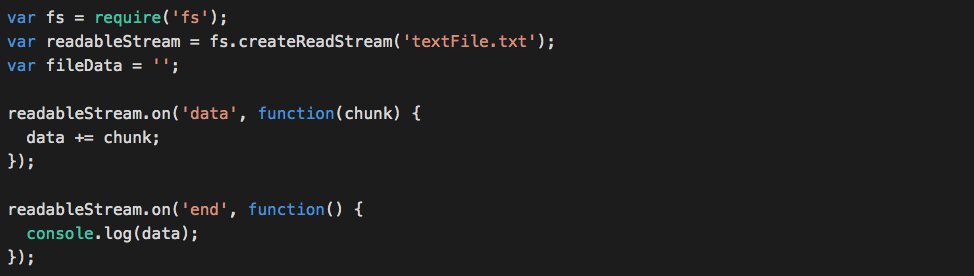 var fs = require('fs');
var readableStream = fs.createReadStream('textFile.txt');
var fileData = '';

readableStream.on('data', function(chunk) {
  data += chunk;
});

readableStream.on('end', function() {
  console.log(data);
});